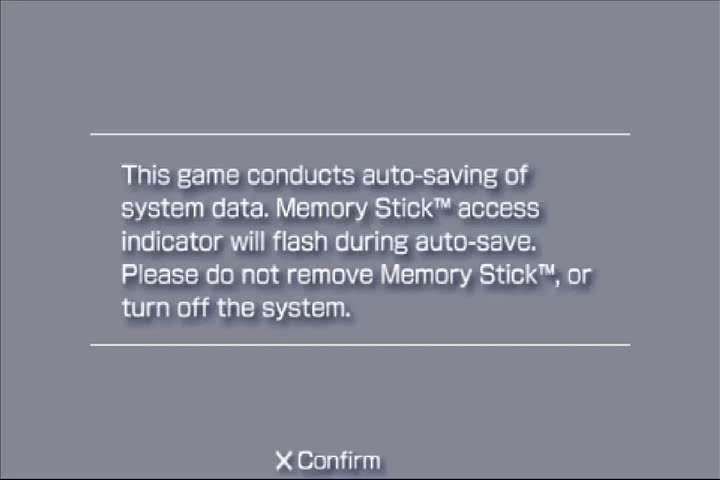 This game conducts auto-saving of
system data. Memory Stick™ access
indicator will flash during auto-save.
Please do not remove Memory Stick™, or
turn off the system.
X Confirm